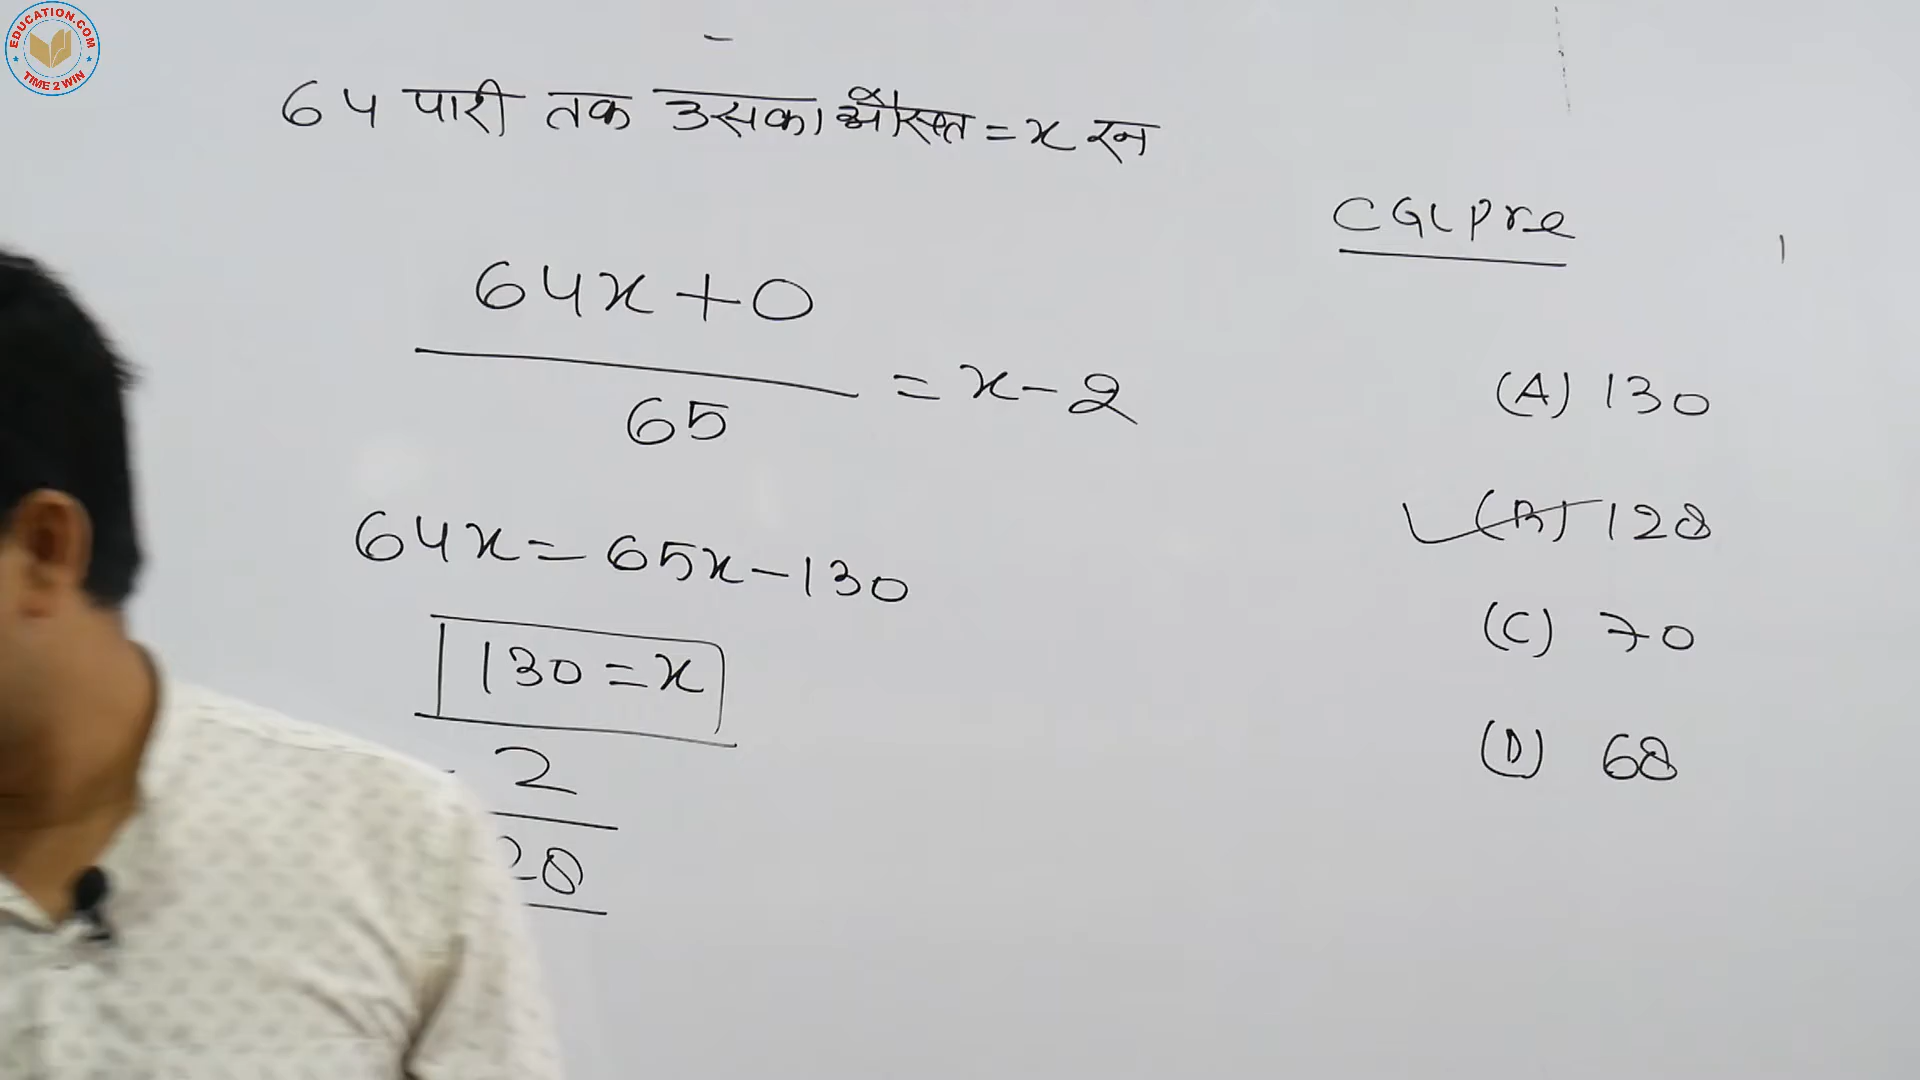 EDUCATION.COM
TIME 2 WIN
64 पारी तक उसका औसत = x रन
CGL Pre
64x + 0
65
= x - 2
64x = 65x - 130
130 = x
- 2
28
(A) 130
(B) 128
(C) 70
(D) 68